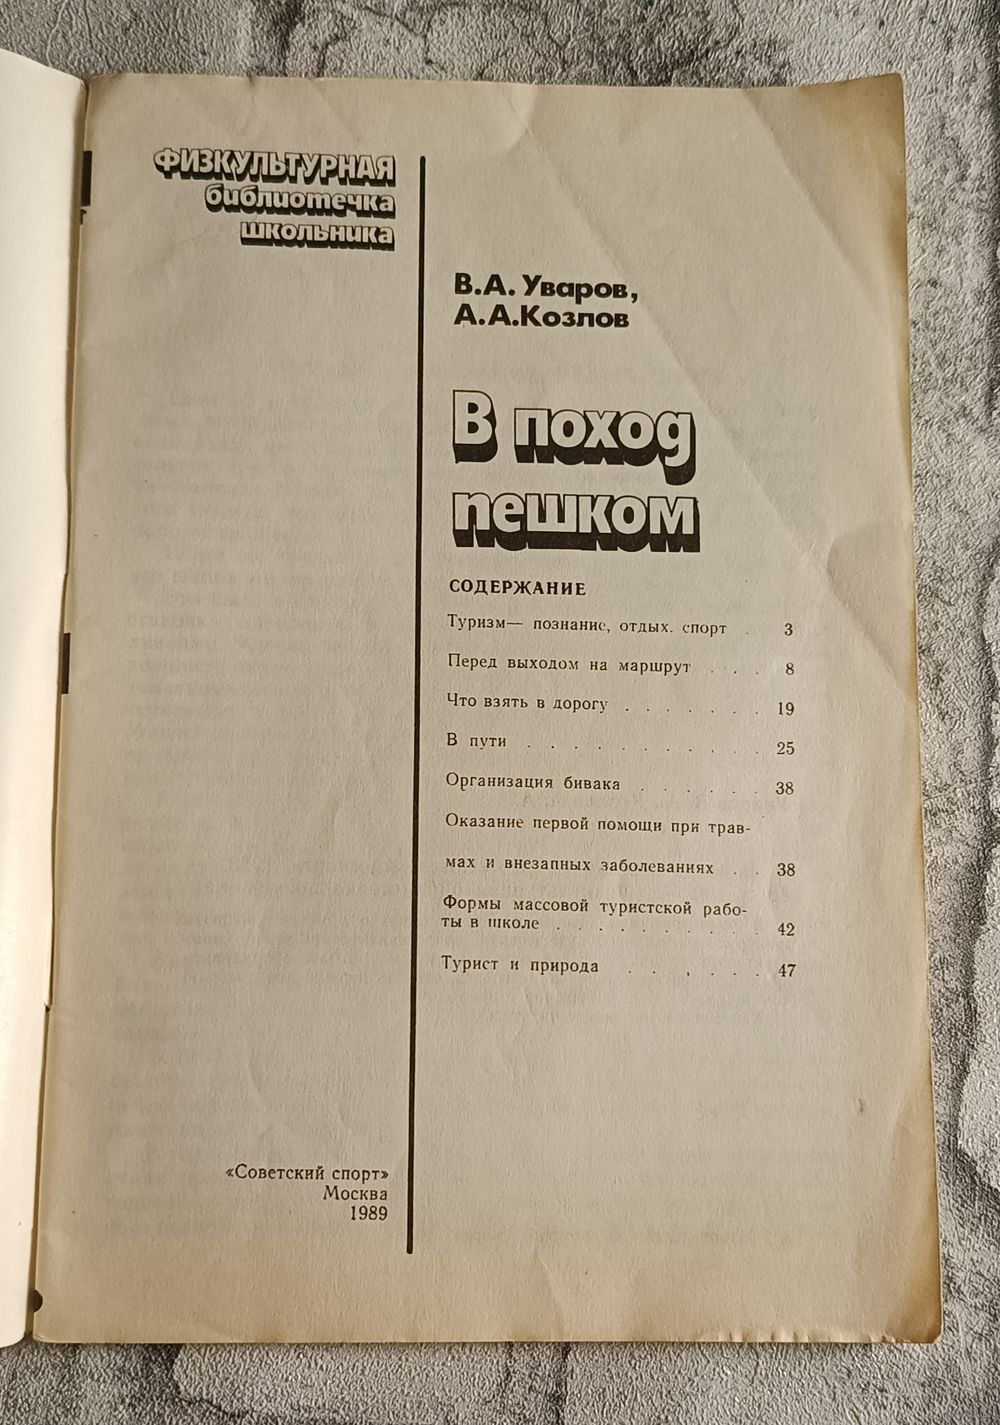 ФИЗКУЛЬТУРНАЯ
библиотечка
школьника
В.А. Уваров,
А.А.Козлов
В поход
пешком
СОДЕРЖАНИЕ
Туризм— познание, отдых. спорт . 3
Перед выходом на маршрут . . . 8
Что взять в дорогу . . . . . . . 19
В пути . . . . . . . . . . . 25
Организация бивака . . . . . . 38
Оказание первой помощи при трав-
мах и внезапных заболеваниях . . 38
Формы массовой туристской рабо-
ты в школе . . . . . . . . . . 42
Турист и природа . . . . . . 47
«Советский спорт»
Москва
1989